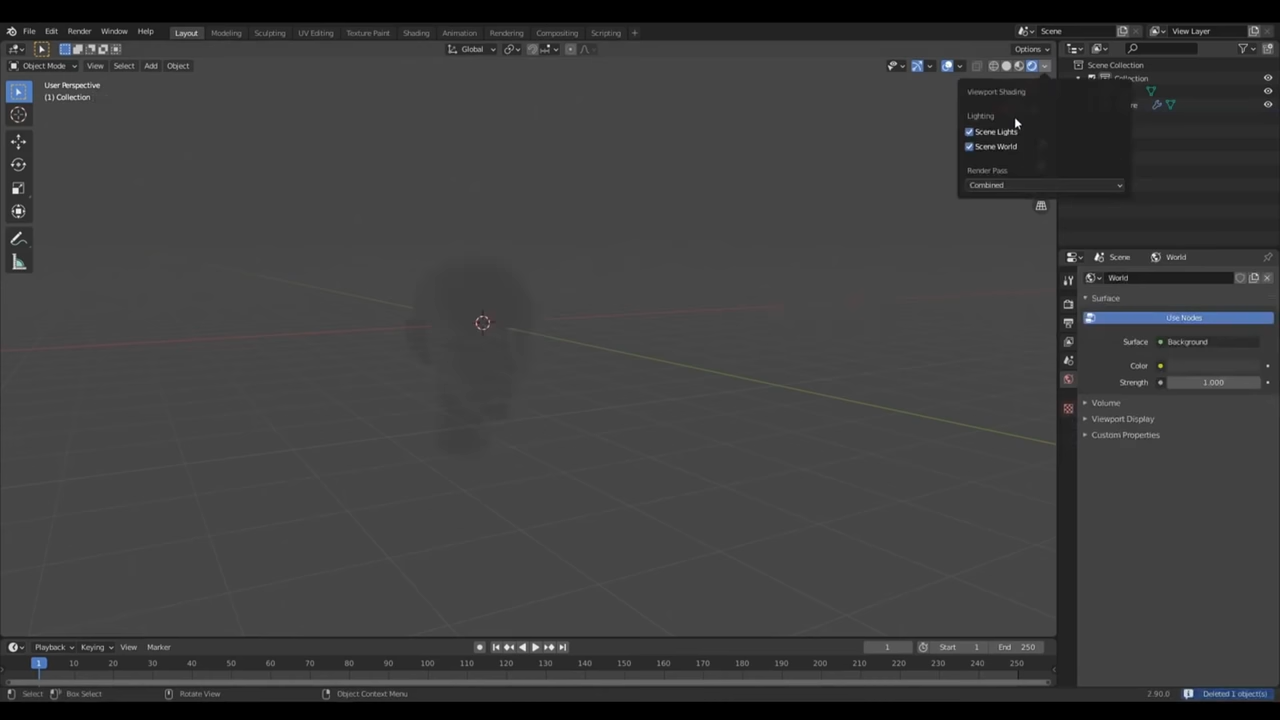 File Edit Render Window Help Layout Modeling Sculpting UV Editing Texture Paint Shading Animation Rendering Compositing Scripting + Scene View Layer
Global Options
Object Mode View Select Add Object
User Perspective
(1) Collection
Viewport Shading
Lighting
Scene Lights
Scene World
Render Pass
Combined
Scene Collection
Collection
re
Scene World
World
Surface
Use Nodes
Surface Background
Color
Strength 1.000
Volume
Viewport Display
Custom Properties
Playback Keying View Marker 1 Start 1 End 250
1 10 20 30 40 50 60 70 80 90 100 110 120 130 140 150 160 170 180 190 200 210 220 230 240 250
Select Box Select Rotate View Object Context Menu 2.90.0 Deleted 1 object(s)